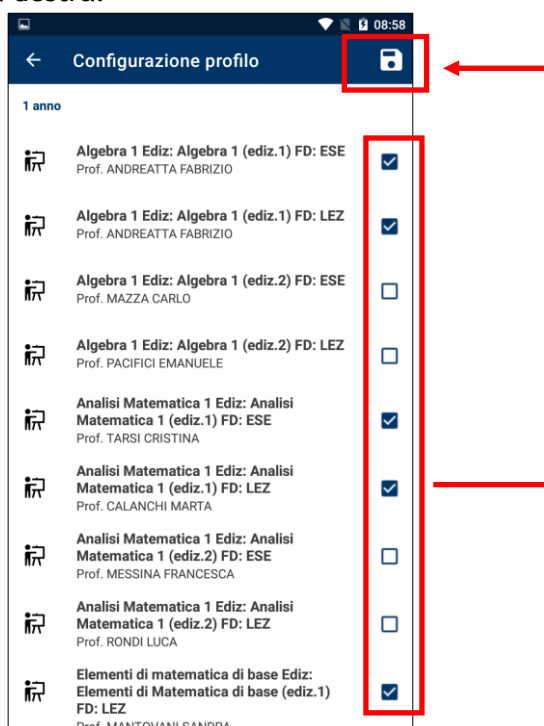 a destra.
08:58
Configurazione profilo
1 anno
Algebra 1 Ediz: Algebra 1 (ediz.1) FD: ESE
Prof. ANDREATTA FABRIZIO
Algebra 1 Ediz: Algebra 1 (ediz.1) FD: LEZ
Prof. ANDREATTA FABRIZIO
Algebra 1 Ediz: Algebra 1 (ediz.2) FD: ESE
Prof. MAZZA CARLO
Algebra 1 Ediz: Algebra 1 (ediz.2) FD: LEZ
Prof. PACIFICI EMANUELE
Analisi Matematica 1 Ediz: Analisi
Matematica 1 (ediz.1) FD: ESE
Prof. TARSI CRISTINA
Analisi Matematica 1 Ediz: Analisi
Matematica 1 (ediz.1) FD: LEZ
Prof. CALANCHI MARTA
Analisi Matematica 1 Ediz: Analisi
Matematica 1 (ediz.2) FD: ESE
Prof. MESSINA FRANCESCA
Analisi Matematica 1 Ediz: Analisi
Matematica 1 (ediz.2) FD: LEZ
Prof. RONDI LUCA
Elementi di matematica di base Ediz:
Elementi di Matematica di base (ediz.1)
FD: LEZ
Prof. MANTOVANI SANDRA